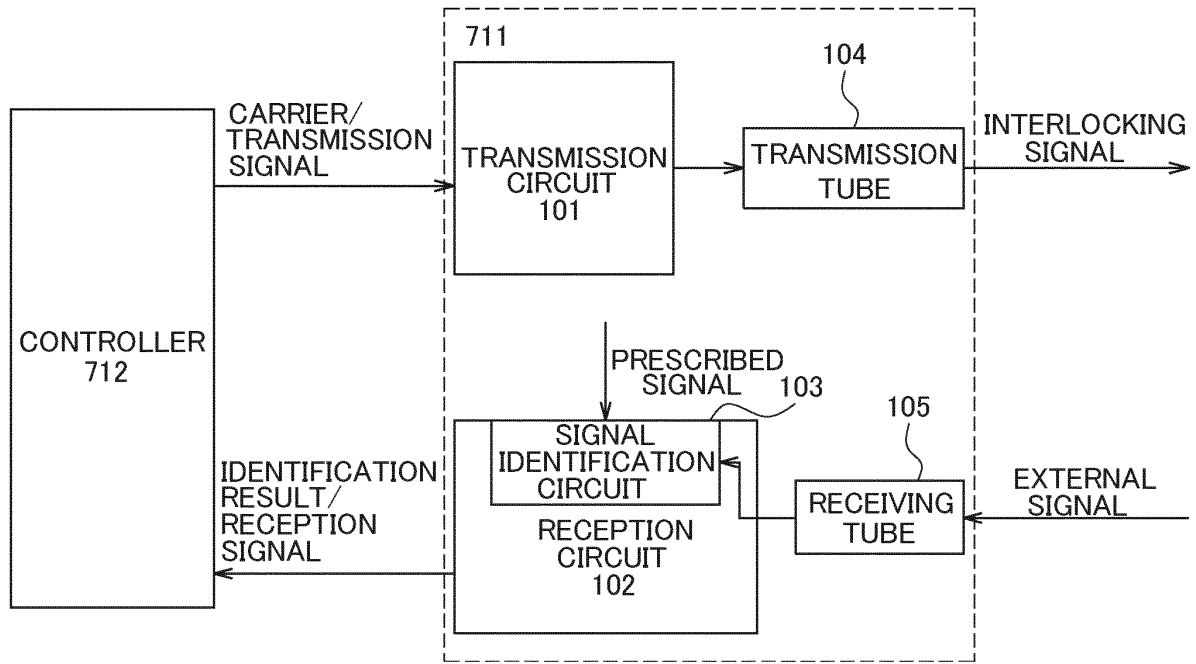 711
104
CARRIER/
TRANSMISSION
SIGNAL
TRANSMISSION
CIRCUIT
101
TRANSMISSION
TUBE
INTERLOCKING
SIGNAL
CONTROLLER
712
PRESCRIBED
SIGNAL
103
105
SIGNAL
IDENTIFICATION
CIRCUIT
RECEPTION
CIRCUIT
102
RECEIVING
TUBE
EXTERNAL
SIGNAL
IDENTIFICATION
RESULT/
RECEPTION
SIGNAL